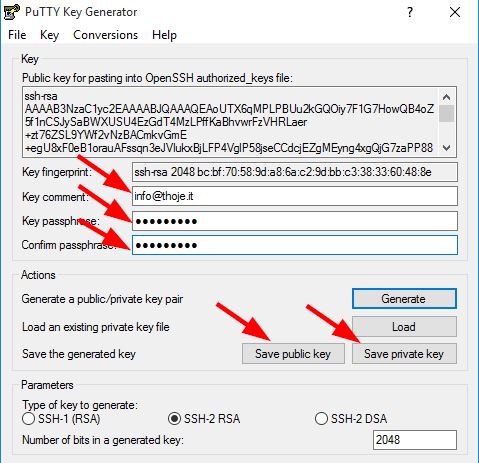 PuTTY Key Generator
File Key Conversions Help
Key
Public key for pasting into OpenSSH authorized_keys file:
ssh-rsa
AAAAB3NzaC1yc2EAAAABJQAAAQEAoUTX6qMPLPBUu2kGQOiy7F1G7HowQB4oZ
5f1nCSJySaBWXUSU4EzGdT4MzLPffKaBhvwrFzVHRLaer
+zt76ZSL9YWf2vNzBACmkvGmE
+egU8xF0eB1orauAFssqn3eJVlukxBjLFP4VglP58jseCCdcjEZgMEyng4xgQjG7zaPP88
Key fingerprint: ssh-rsa 2048 bc:bf:70:58:9d:a8:6a:c2:9d:bb:c3:38:33:60:48:8e
Key comment: info@thoje.it
Key passphrase: ●●●●●●●●●
Confirm passphrase: ●●●●●●●●●
Actions
Generate a public/private key pair Generate
Load an existing private key file Load
Save the generated key Save public key Save private key
Parameters
Type of key to generate:
SSH-1 (RSA) SSH-2 RSA SSH-2 DSA
Number of bits in a generated key: 2048